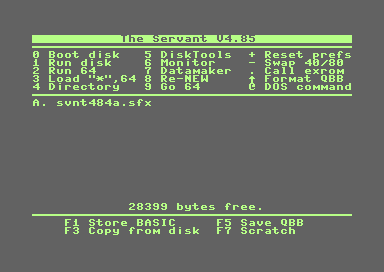 The Servant V4.85
0 Boot disk 5 DiskTools + Reset prefs
1 Run disk 6 Monitor - Swap 40/80
2 Run 64 7 Datamaker . Call exrom
3 Load "*",64 8 Re-NEW ↑ Format QBB
4 Directory 9 Go 64 @ DOS command
A. svnt484a.sfx
28399 bytes free.
F1 Store BASIC F5 Save QBB
F3 Copy from disk F7 Scratch